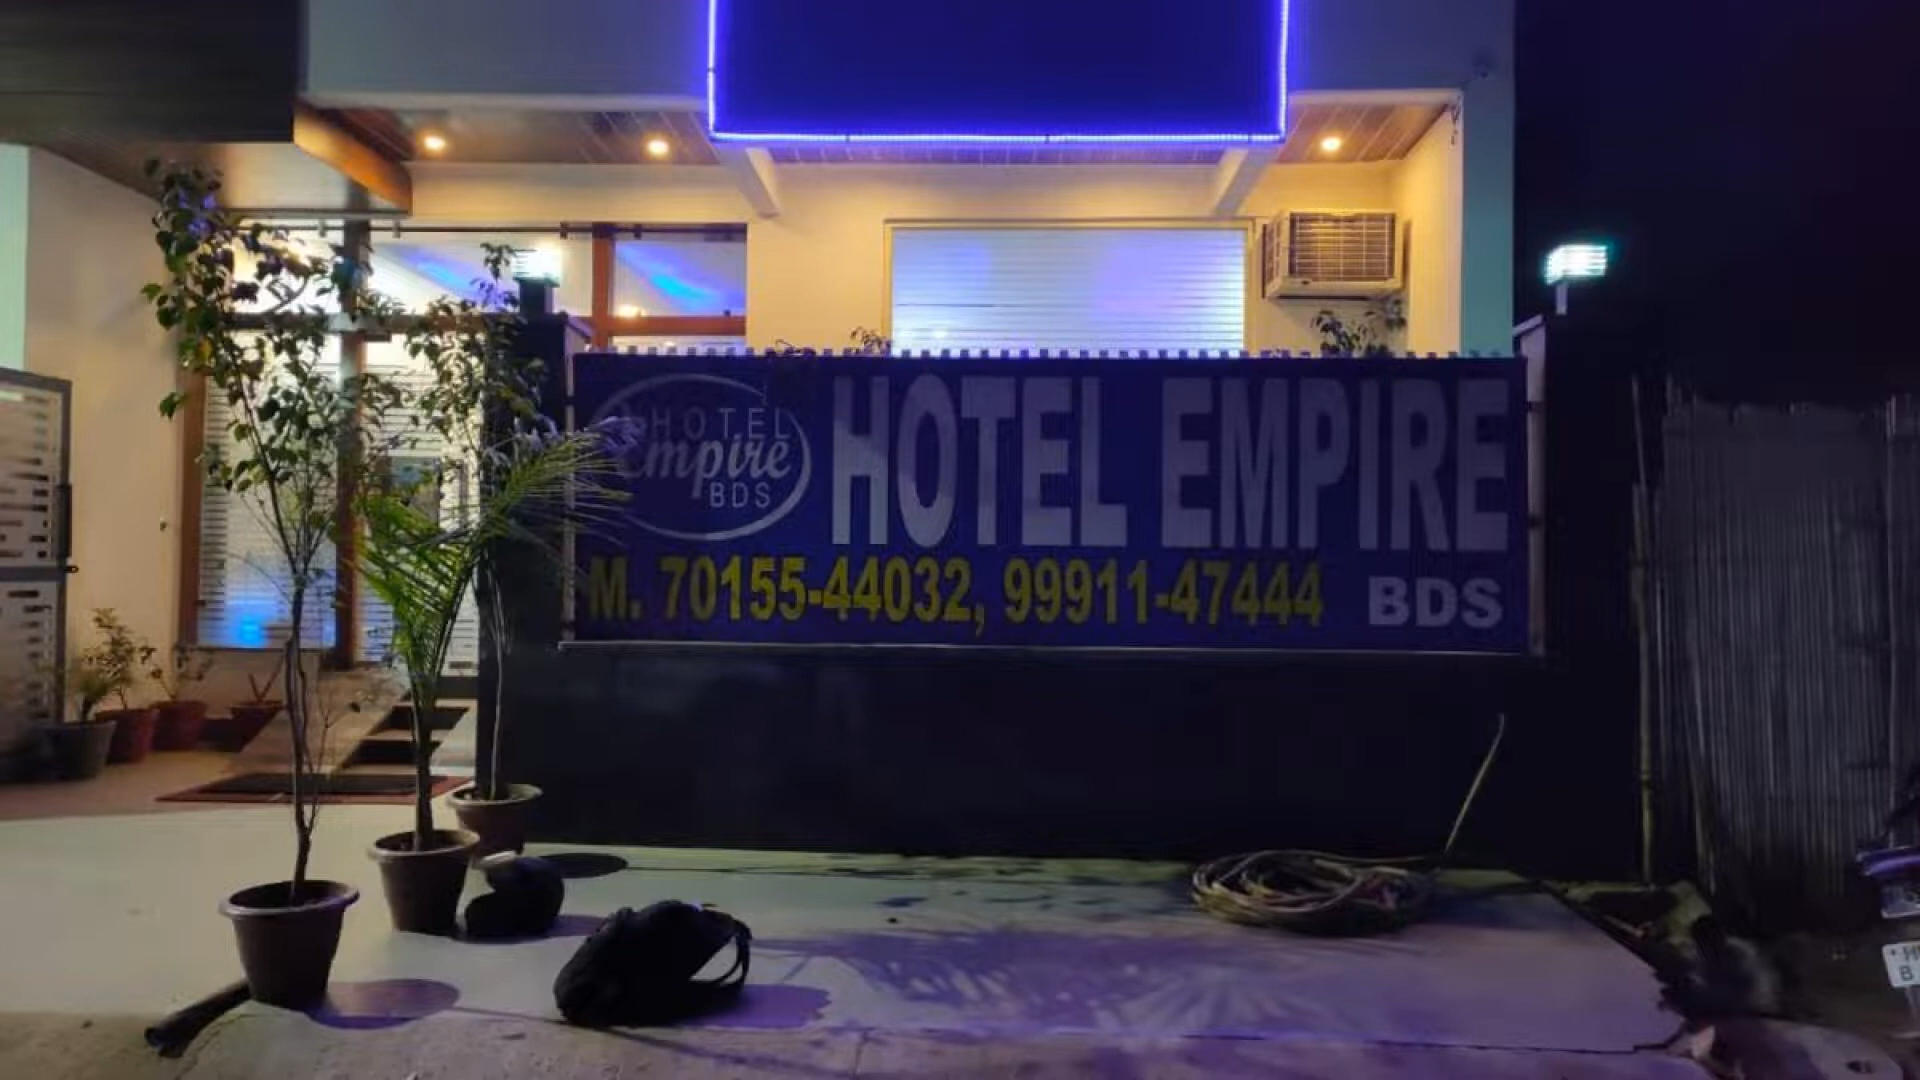 HOTEL
Empire
BDS
HOTEL EMPIRE
M. 70155-44032, 99911-47444 BDS